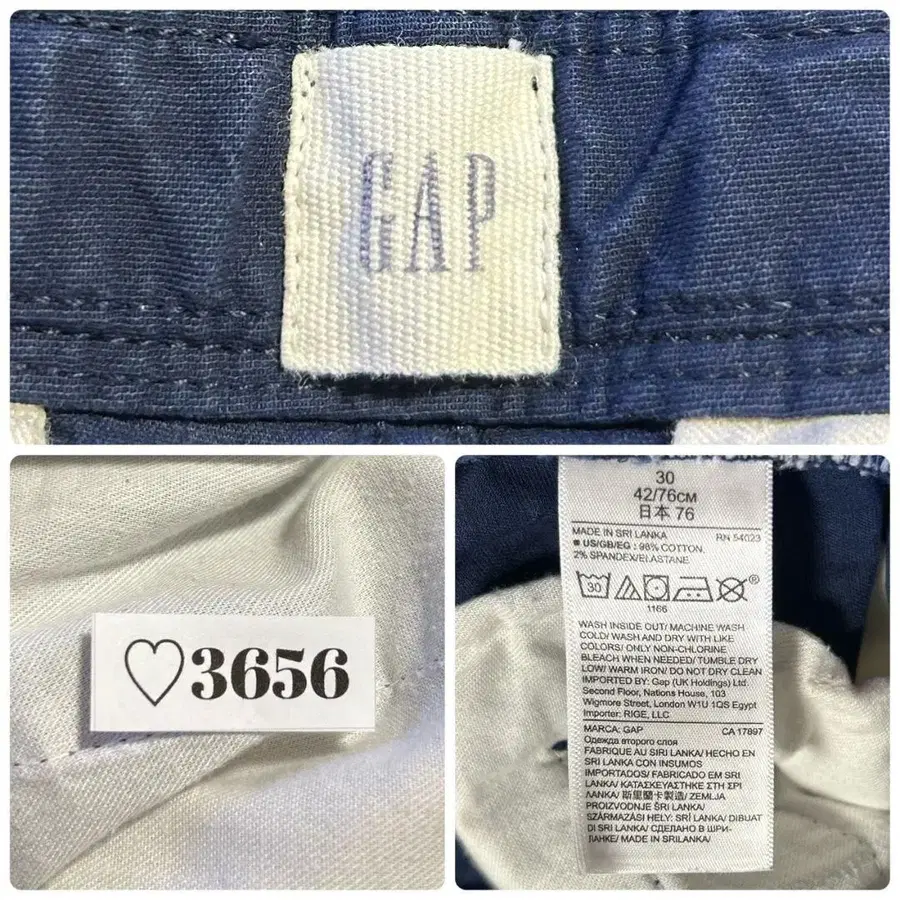 GAP
♡3656
30
42/76CM
日本 76
MADE IN SRI LANKA RN 54023
■ US/GB/EG : 98% COTTON.
2% SPANDEX/ELASTANE
30
1166
WASH INSIDE OUT/ MACHINE WASH
COLD/ WASH AND DRY WITH LIKE
COLORS/ ONLY NON-CHLORINE
BLEACH WHEN NEEDED/ TUMBLE DRY
LOW/ WARM IRON/ DO NOT DRY CLEAN
IMPORTED BY: Gap (UK Holdings) Ltd.
Second Floor, Nations House, 103
Wigmore Street, London W1U 1QS Egypt
Importer: RIGE, LLC
MARCA: GAP CA 17897
Одежда второго слоя
FABRIQUE AU SIRI LANKA/ HECHO EN
SRI LANKA CON INSUMOS
IMPORTADOS/ FABRICADO EM SRI
LANKA/ ΚΑΤΑΣΚΕΥΑΣΤΗΚΕ ΣΤΗ ΣΡΙ
ΛΑΝΚΑ/ 斯里蘭卡製造/ ZEMLJA
PROIZVODNJE ŠRI LANKA/
SZÁRMAZÁSI HELY: SRÍ LANKA/ DIBUAT
DI SRI LANKA/ СДЕЛАНО В ШРИ-
ЛАНКЕ/ MADE IN SRILANKA/